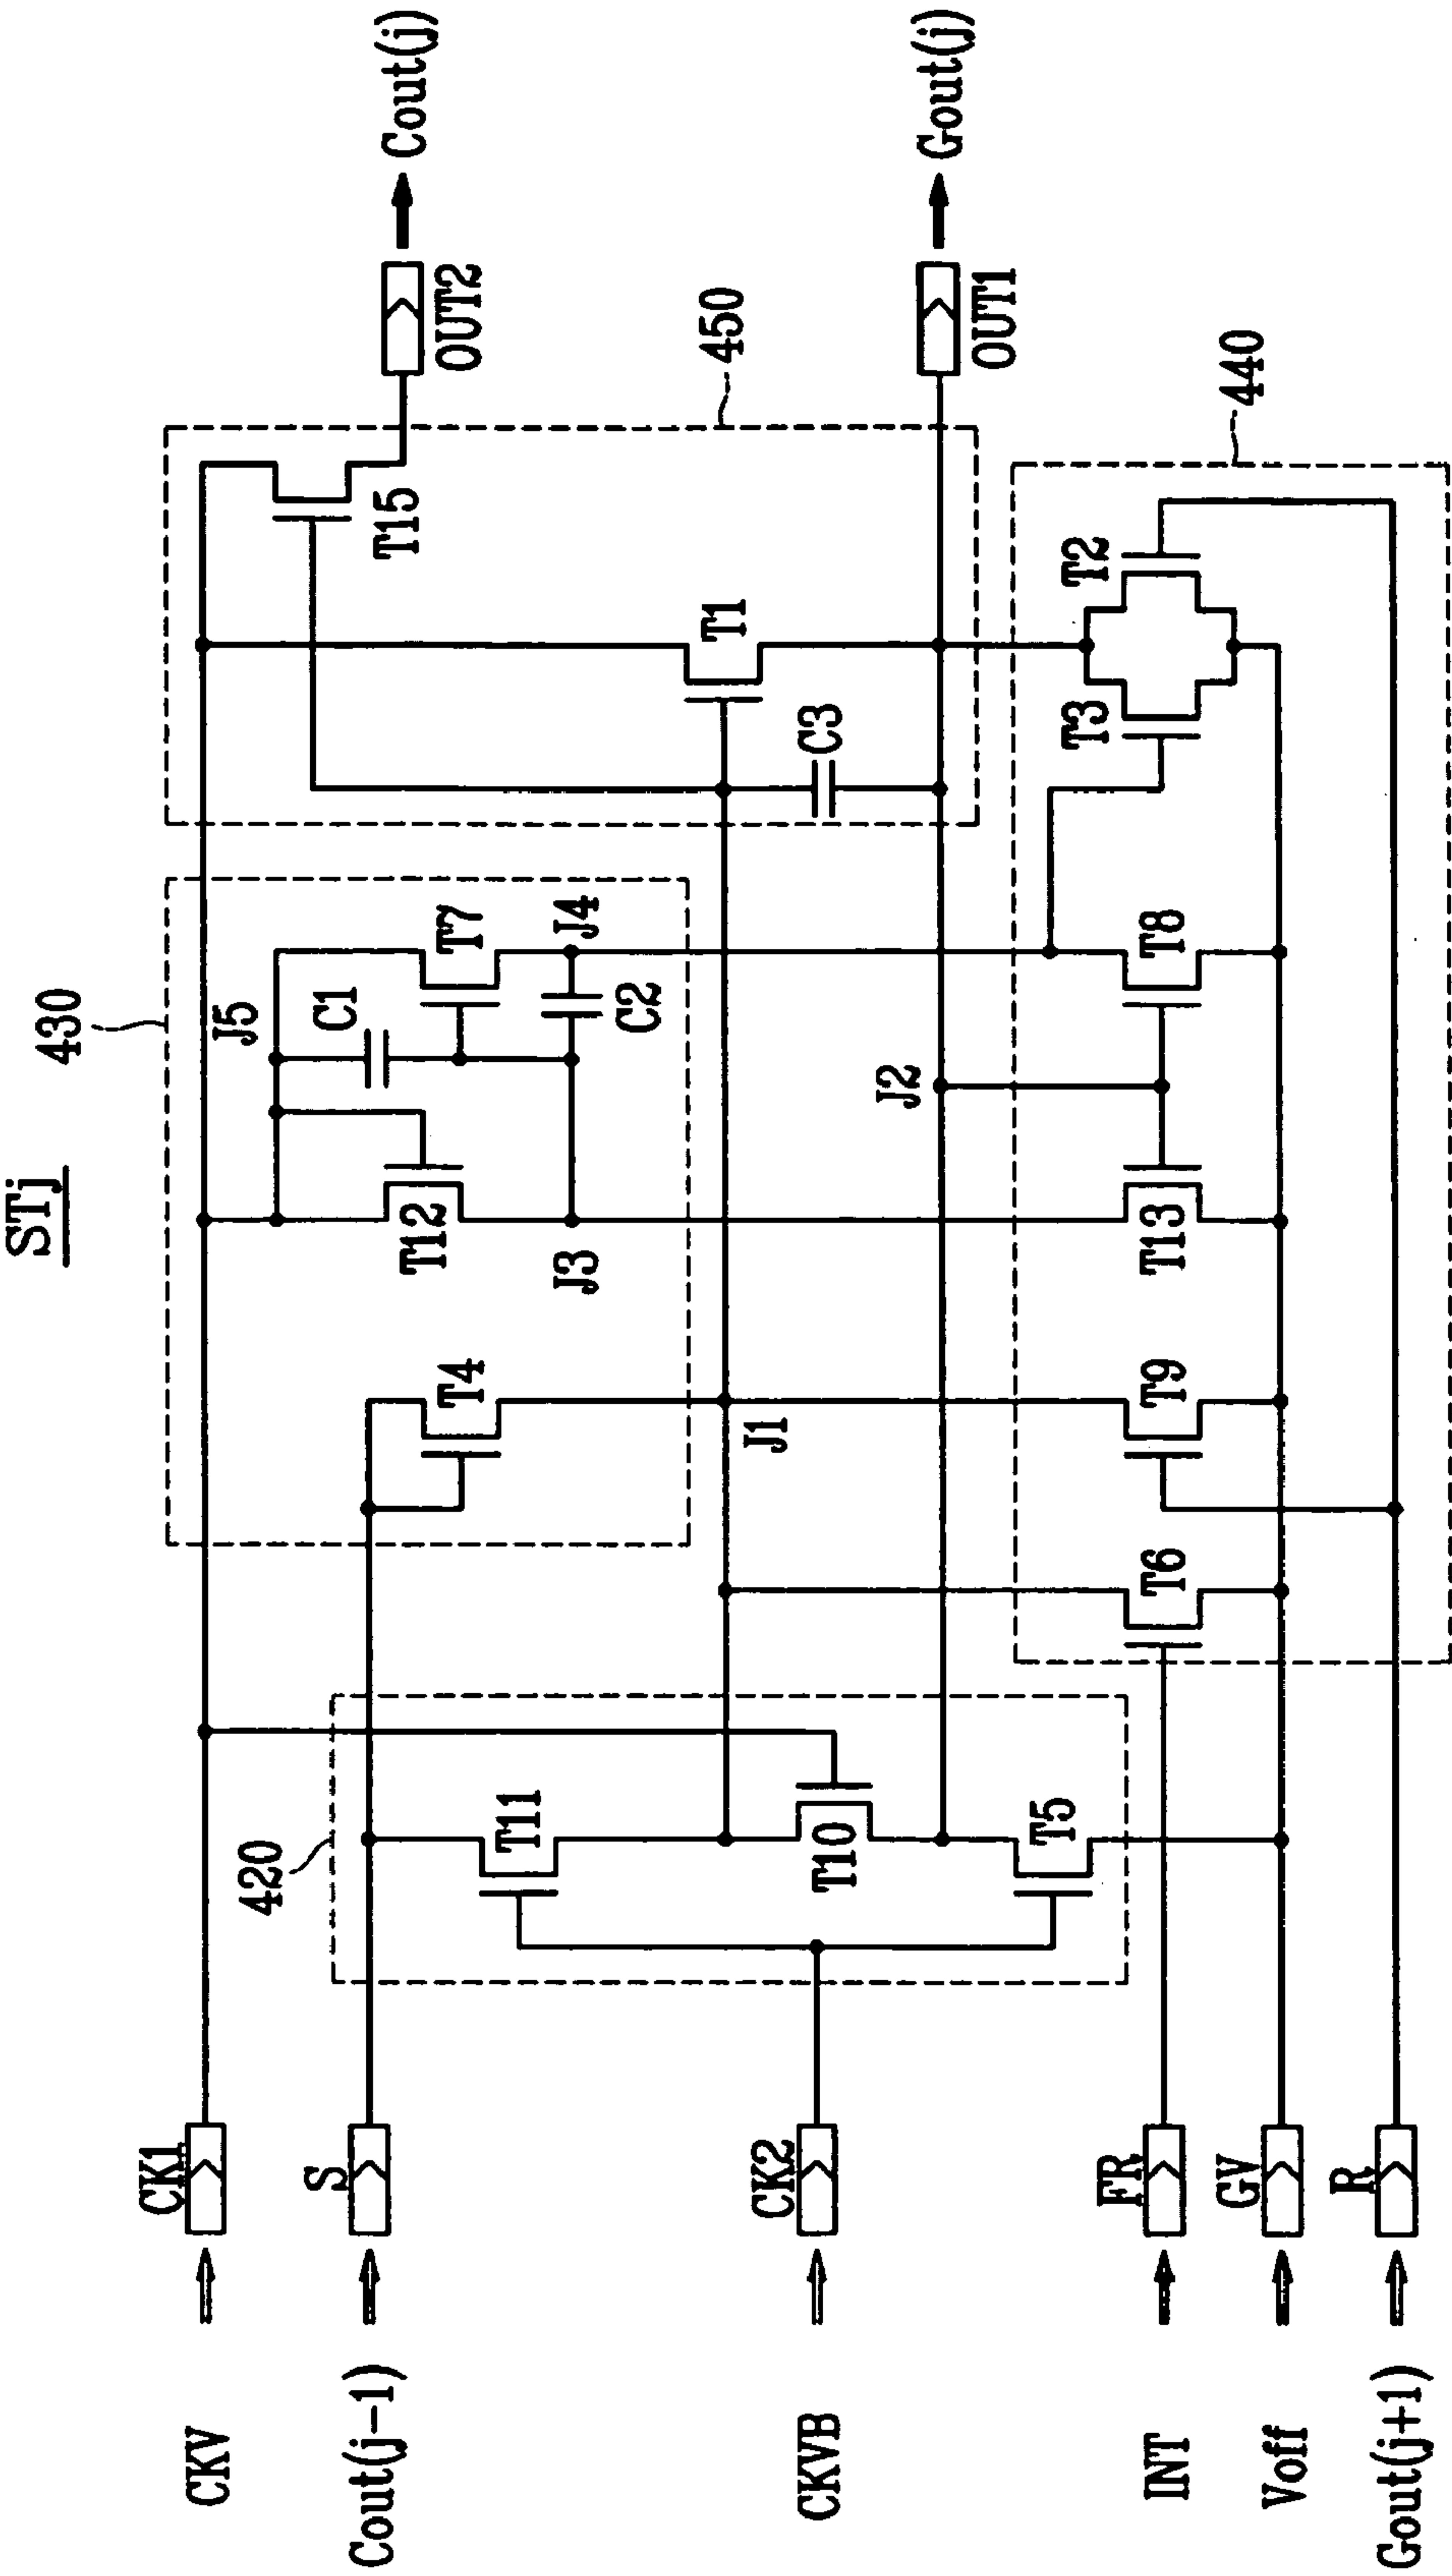 STj
430
J5
C1
T7
J4
C2
T12
J3
T4
T15
T1
C3
450
OUT2
Cout(j)
OUT1
Gout(j)
420
T11
T10
T5
J1
J2
T6
T9
T13
T8
T3
T2
440
CKV
CK1
Cout(j-1)
S
CKVB
CK2
INT
FR
Voff
GV
Gout(j+1)
R